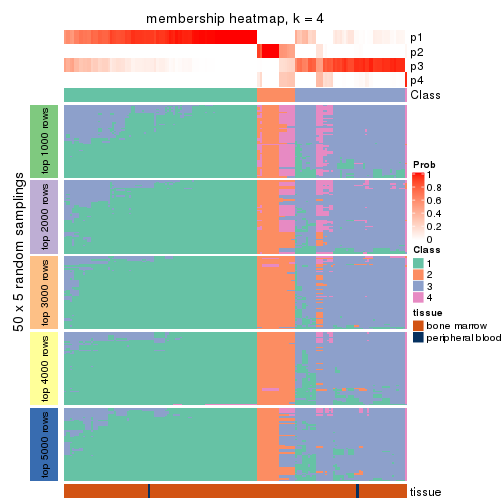 membership heatmap, k = 4
p1
p2
p3
p4
Class
50 x 5 random samplings
top 1000 rows
top 2000 rows
top 3000 rows
top 4000 rows
top 5000 rows
Prob
1
0.8
0.6
0.4
0.2
0
Class
1
2
3
4
tissue
bone marrow
peripheral blood
tissue